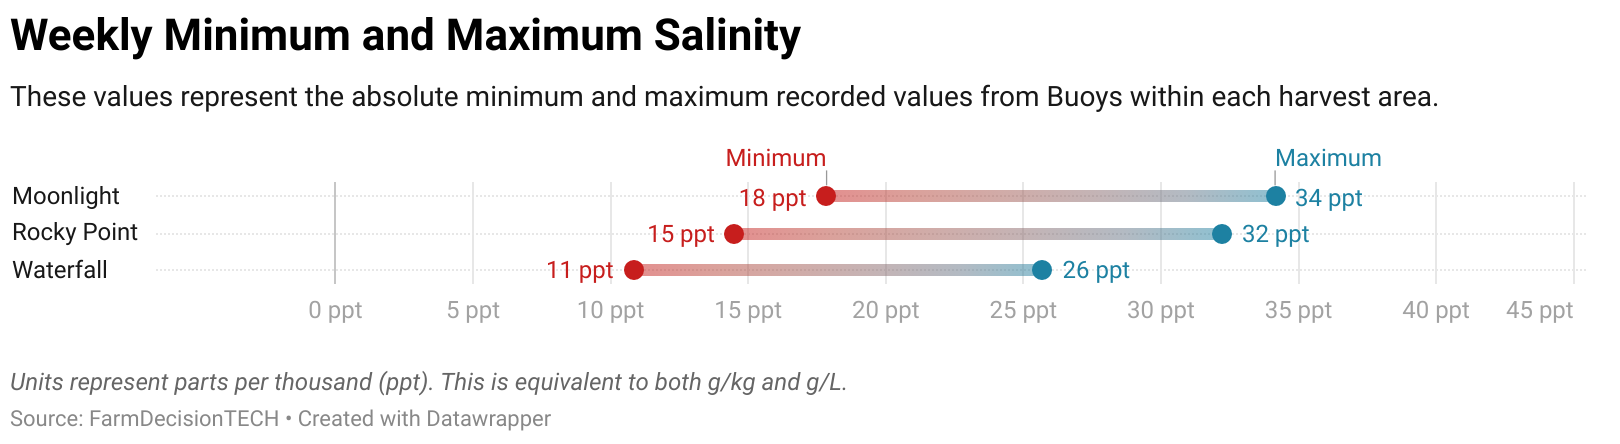 Weekly Minimum and Maximum Salinity
These values represent the absolute minimum and maximum recorded values from Buoys within each harvest area.
Minimum Maximum
Moonlight 18 ppt 34 ppt
Rocky Point 15 ppt 32 ppt
Waterfall 11 ppt 26 ppt
0 ppt 5 ppt 10 ppt 15 ppt 20 ppt 25 ppt 30 ppt 35 ppt 40 ppt 45 ppt
Units represent parts per thousand (ppt). This is equivalent to both g/kg and g/L.
Source: FarmDecisionTECH • Created with Datawrapper